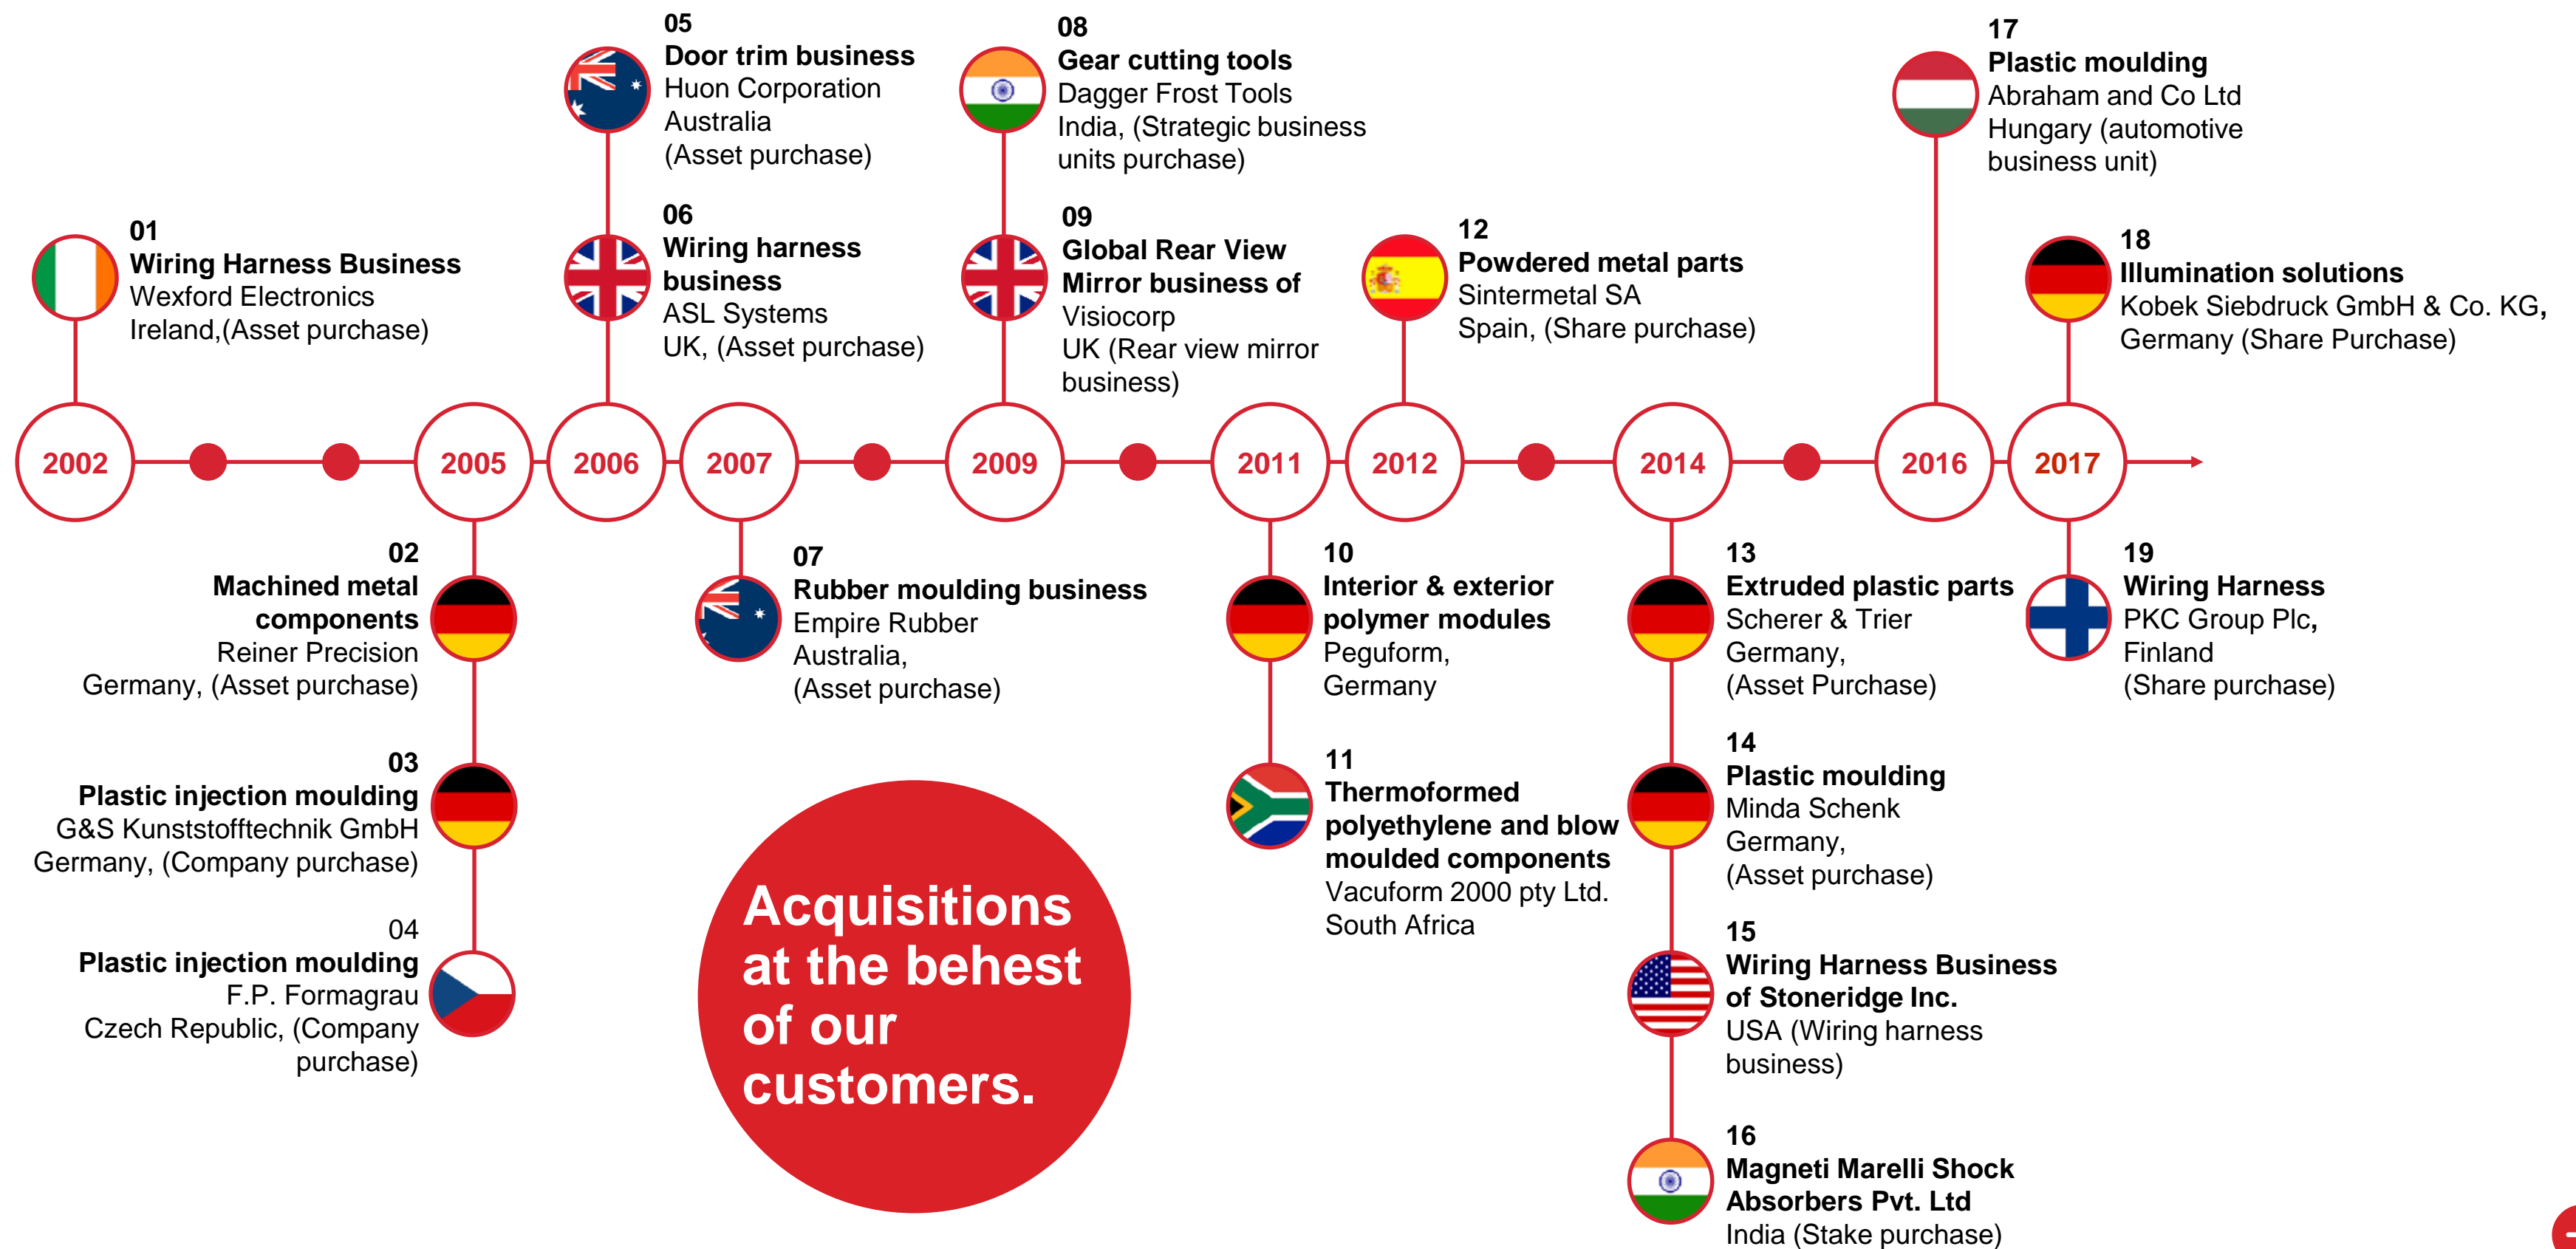 01
Wiring Harness Business
Wexford Electronics
Ireland,(Asset purchase)
05
Door trim business
Huon Corporation
Australia
(Asset purchase)
06
Wiring harness
business
ASL Systems
UK, (Asset purchase)
08
Gear cutting tools
Dagger Frost Tools
India, (Strategic business
units purchase)
09
Global Rear View
Mirror business of
Visiocorp
UK (Rear view mirror
business)
12
Powdered metal parts
Sintermetal SA
Spain, (Share purchase)
17
Plastic moulding
Abraham and Co Ltd
Hungary (automotive
business unit)
18
Illumination solutions
Kobek Siebdruck GmbH & Co. KG,
Germany (Share Purchase)
2002
2005
2006
2007
2009
2011
2012
2014
2016
2017
02
Machined metal
components
Reiner Precision
Germany, (Asset purchase)
03
Plastic injection moulding
G&S Kunststofftechnik GmbH
Germany, (Company purchase)
04
Plastic injection moulding
F.P. Formagrau
Czech Republic, (Company
purchase)
07
Rubber moulding business
Empire Rubber
Australia,
(Asset purchase)
Acquisitions
at the behest
of our
customers.
10
Interior & exterior
polymer modules
Peguform,
Germany
11
Thermoformed
polyethylene and blow
moulded components
Vacuform 2000 pty Ltd.
South Africa
13
Extruded plastic parts
Scherer & Trier
Germany,
(Asset Purchase)
14
Plastic moulding
Minda Schenk
Germany,
(Asset purchase)
15
Wiring Harness Business
of Stoneridge Inc.
USA (Wiring harness
business)
16
Magneti Marelli Shock
Absorbers Pvt. Ltd
India (Stake purchase)
19
Wiring Harness
PKC Group Plc,
Finland
(Share purchase)